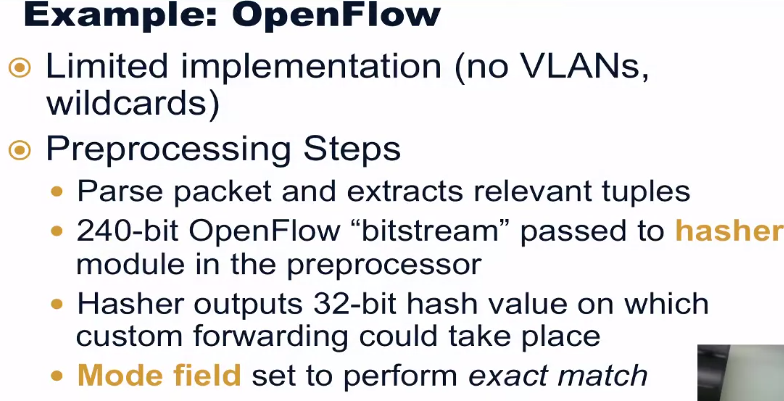 Example: OpenFlow
Limited implementation (no VLANs,
wildcards)
Preprocessing Steps
Parse packet and extracts relevant tuples
240-bit OpenFlow “bitstream” passed to hasher
module in the preprocessor
Hasher outputs 32-bit hash value on which
custom forwarding could take place
Mode field set to perform exact match